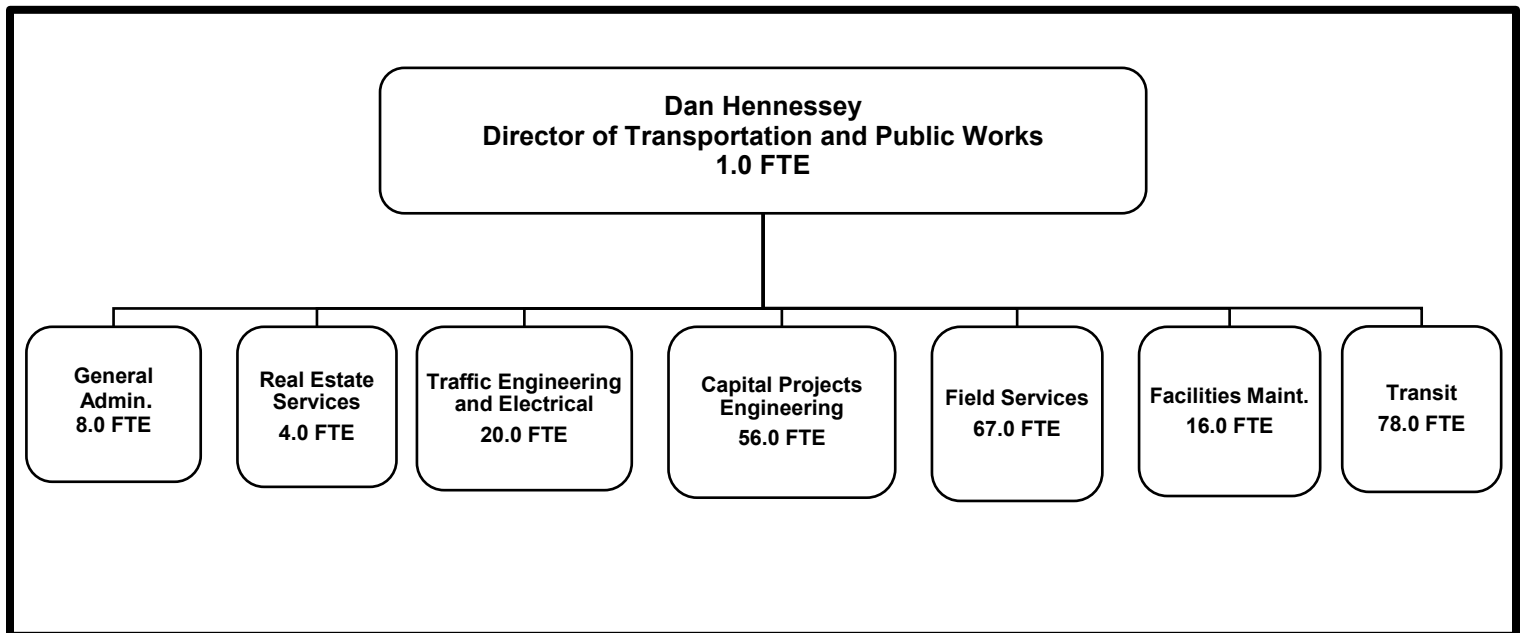 Dan Hennessey
Director of Transportation and Public Works
1.0 FTE
General
Admin.
8.0 FTE
Real Estate
Services
4.0 FTE
Traffic Engineering
and Electrical
20.0 FTE
Capital Projects
Engineering
56.0 FTE
Field Services
67.0 FTE
Facilities Maint.
16.0 FTE
Transit
78.0 FTE